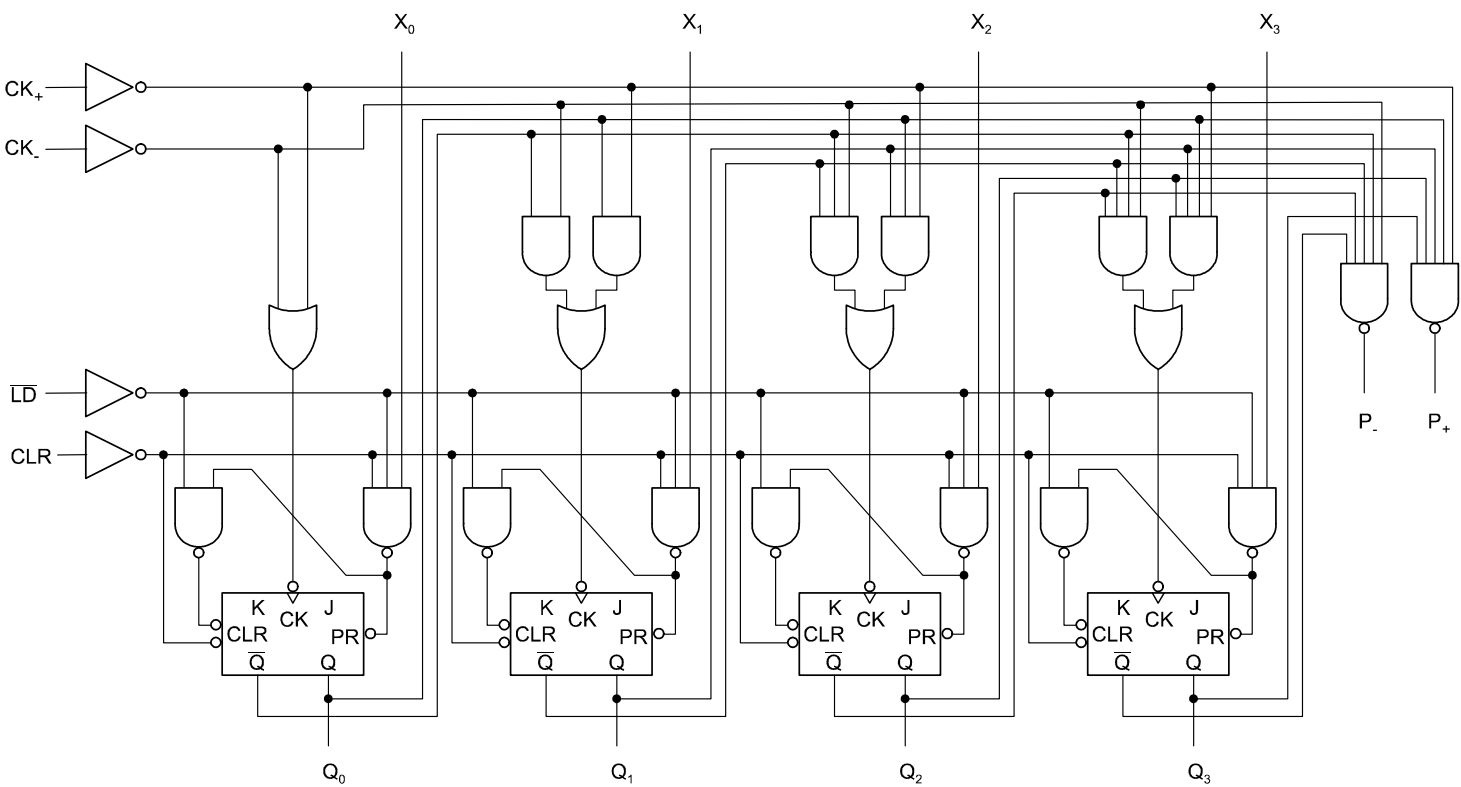 X₀ X₁ X₂ X₃
CK₊
CK₋
L̅D̅
P₋ P₊
CLR
K J K J K J K J
CK CK CK CK
CLR PR CLR PR CLR PR CLR PR
Q̅ Q Q̅ Q Q̅ Q Q̅ Q
Q₀ Q₁ Q₂ Q₃